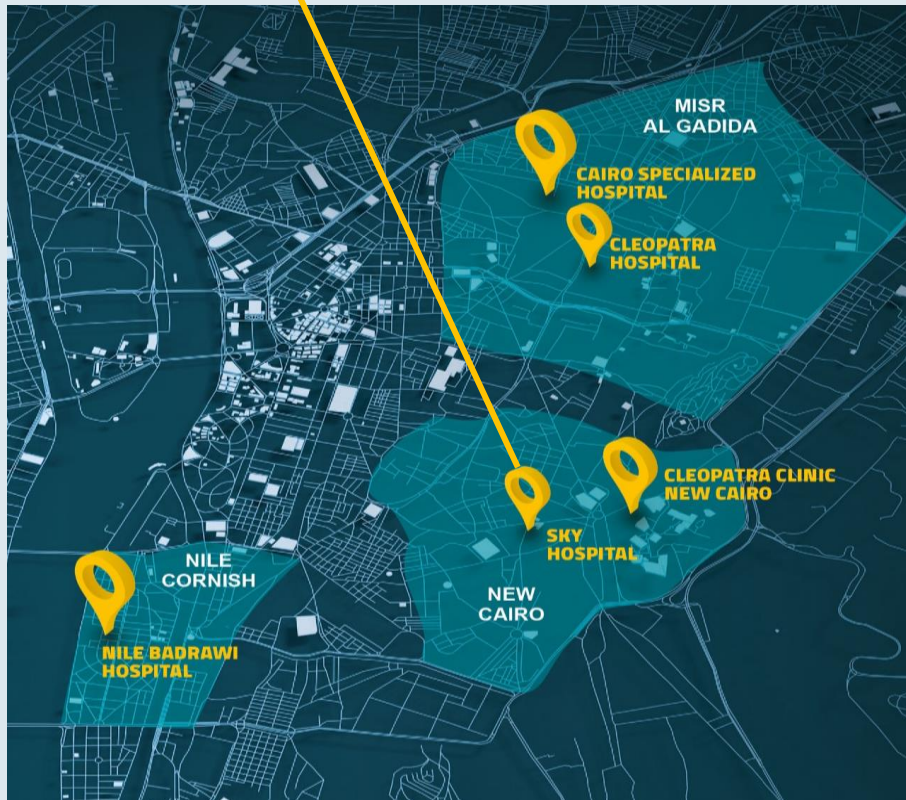 MISR
AL GADIDA
CAIRO SPECIALIZED
HOSPITAL
CLEOPATRA
HOSPITAL
CLEOPATRA CLINIC
NEW CAIRO
SKY
HOSPITAL
NEW
CAIRO
NILE
CORNISH
NILE BADRAWI
HOSPITAL